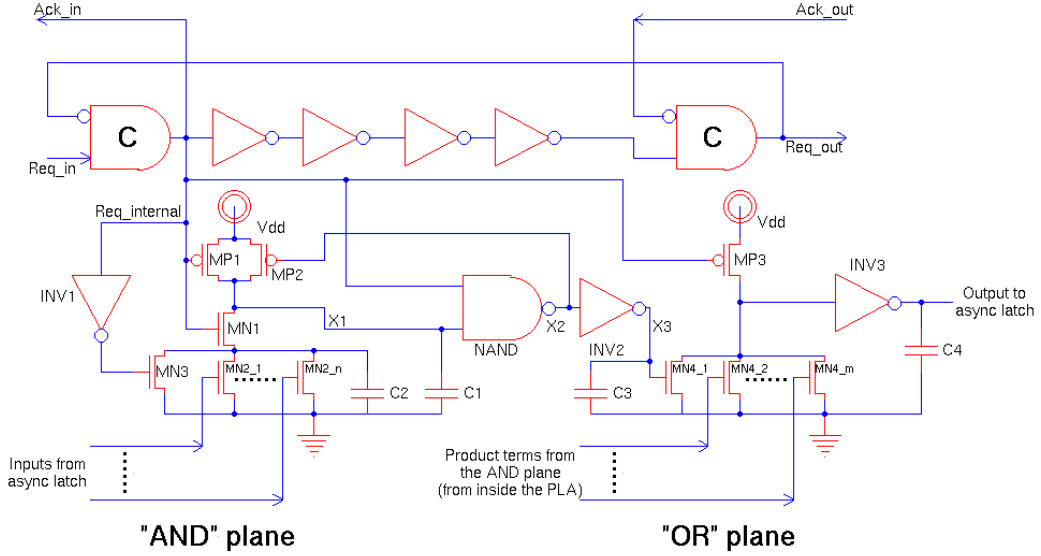 Ack_in
Ack_out
C
C
Req_in
Req_out
Req_internal
Vdd
Vdd
MP1
MP2
MP3
INV1
INV3
MN1
X1
X2
X3
Output to
async latch
NAND
INV2
MN3
MN2_1
MN2_n
C2
C1
C3
MN4_1
MN4_2
MN4_m
C4
Inputs from
async latch
Product terms from
the AND plane
(from inside the PLA)
"AND" plane
"OR" plane